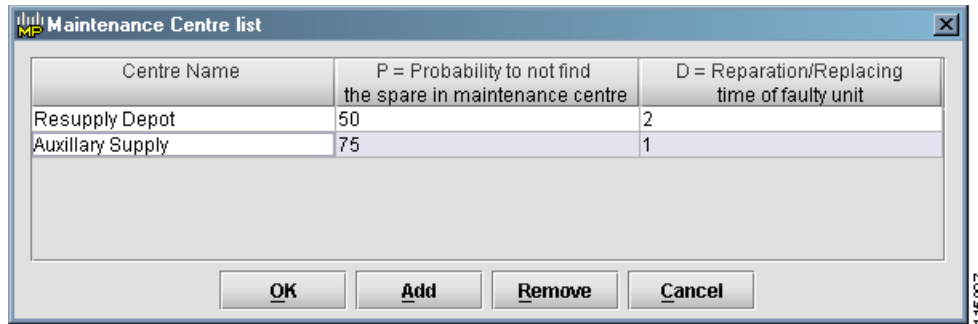 MP Maintenance Centre list
Centre Name
P = Probability to not find
the spare in maintenance centre
D = Reparation/Replacing
time of faulty unit
Resupply Depot 50 2
Auxillary Supply 75 1
OK Add Remove Cancel